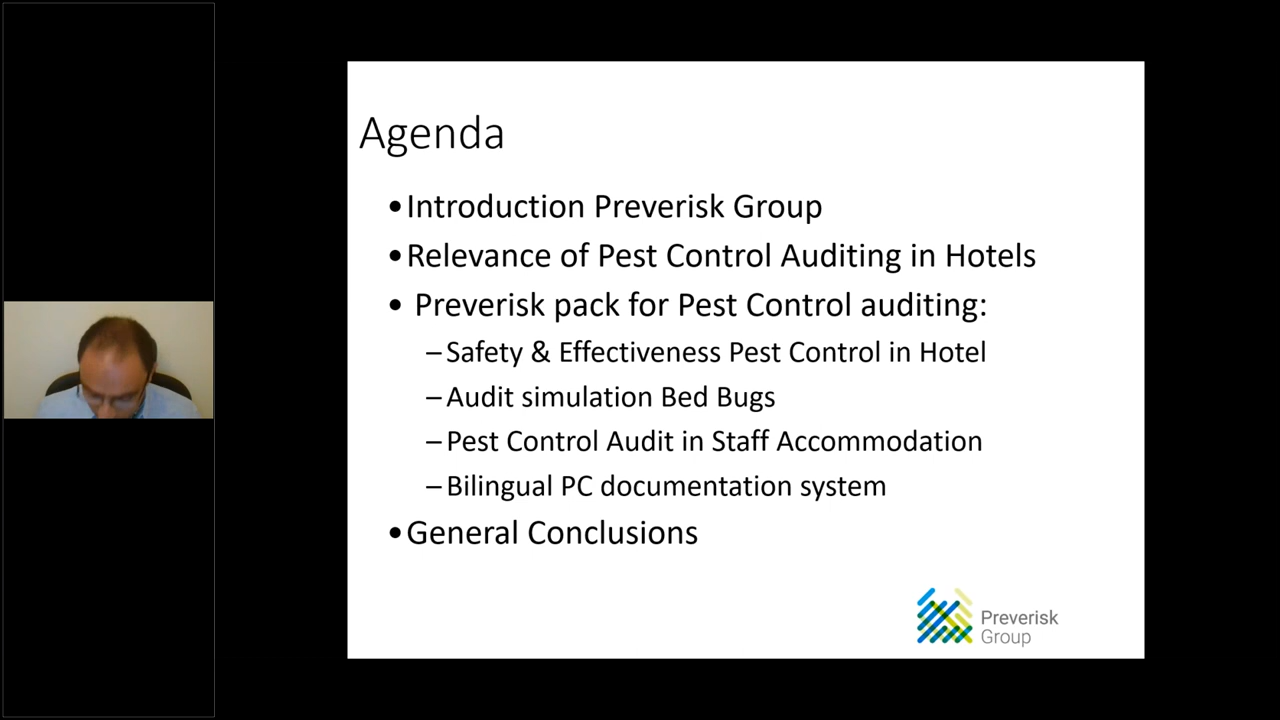 Agenda
•Introduction Preverisk Group
•Relevance of Pest Control Auditing in Hotels
• Preverisk pack for Pest Control auditing:
–Safety & Effectiveness Pest Control in Hotel
–Audit simulation Bed Bugs
–Pest Control Audit in Staff Accommodation
–Bilingual PC documentation system
•General Conclusions
Preverisk
Group